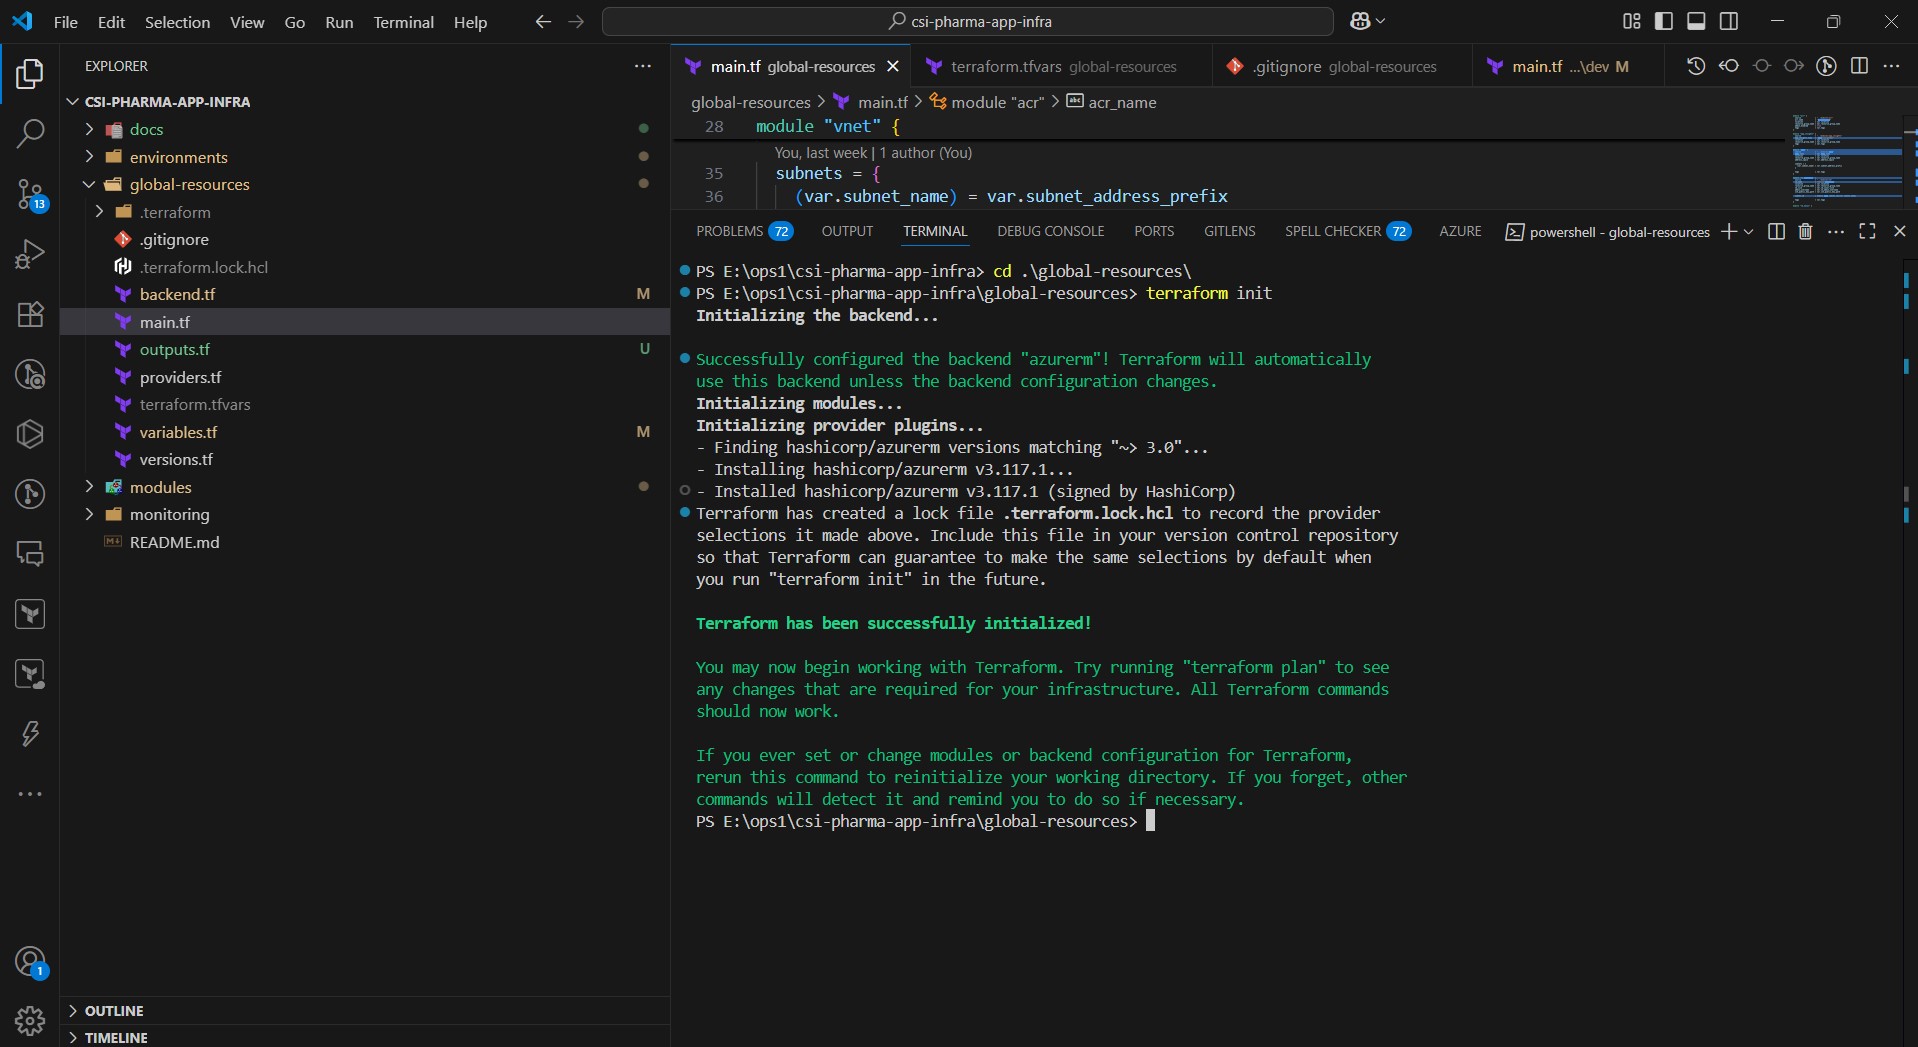 File Edit Selection View Go Run Terminal Help
csi-pharma-app-infra
EXPLORER
CSI-PHARMA-APP-INFRA
docs
environments
global-resources
.terraform
.gitignore
.terraform.lock.hcl
backend.tf M
main.tf
outputs.tf U
providers.tf
terraform.tfvars
variables.tf M
versions.tf
modules
monitoring
README.md
OUTLINE
TIMELINE
13
1
main.tf global-resources
terraform.tfvars global-resources
.gitignore global-resources
main.tf ...\dev M
global-resources > main.tf > module "acr" > acr_name
28 module "vnet" {
You, last week | 1 author (You)
35 subnets = {
36 (var.subnet_name) = var.subnet_address_prefix
PROBLEMS 72 OUTPUT TERMINAL DEBUG CONSOLE PORTS GITLENS SPELL CHECKER 72 AZURE powershell - global-resources
PS E:\ops1\csi-pharma-app-infra> cd .\global-resources\
PS E:\ops1\csi-pharma-app-infra\global-resources> terraform init
Initializing the backend...
Successfully configured the backend "azurerm"! Terraform will automatically
use this backend unless the backend configuration changes.
Initializing modules...
Initializing provider plugins...
- Finding hashicorp/azurerm versions matching "~> 3.0"...
- Installing hashicorp/azurerm v3.117.1...
- Installed hashicorp/azurerm v3.117.1 (signed by HashiCorp)
Terraform has created a lock file .terraform.lock.hcl to record the provider
selections it made above. Include this file in your version control repository
so that Terraform can guarantee to make the same selections by default when
you run "terraform init" in the future.
Terraform has been successfully initialized!
You may now begin working with Terraform. Try running "terraform plan" to see
any changes that are required for your infrastructure. All Terraform commands
should now work.
If you ever set or change modules or backend configuration for Terraform,
rerun this command to reinitialize your working directory. If you forget, other
commands will detect it and remind you to do so if necessary.
PS E:\ops1\csi-pharma-app-infra\global-resources>